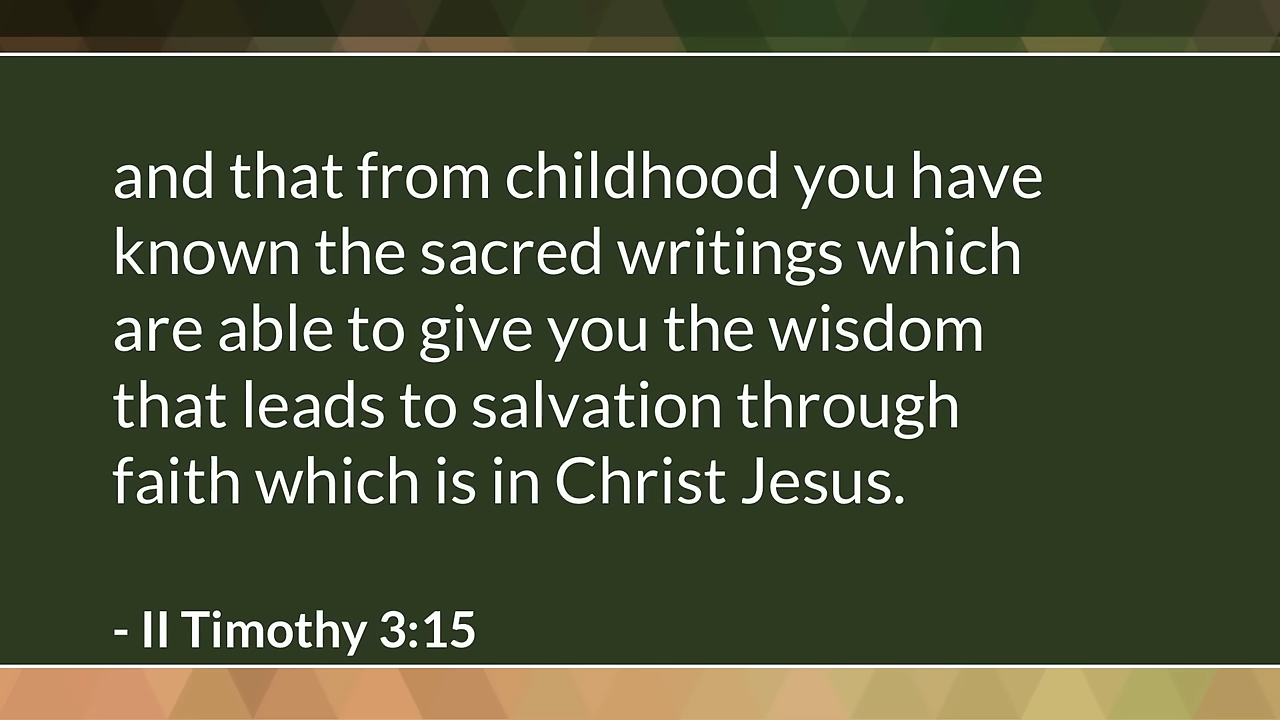 and that from childhood you have
known the sacred writings which
are able to give you the wisdom
that leads to salvation through
faith which is in Christ Jesus.
- II Timothy 3:15